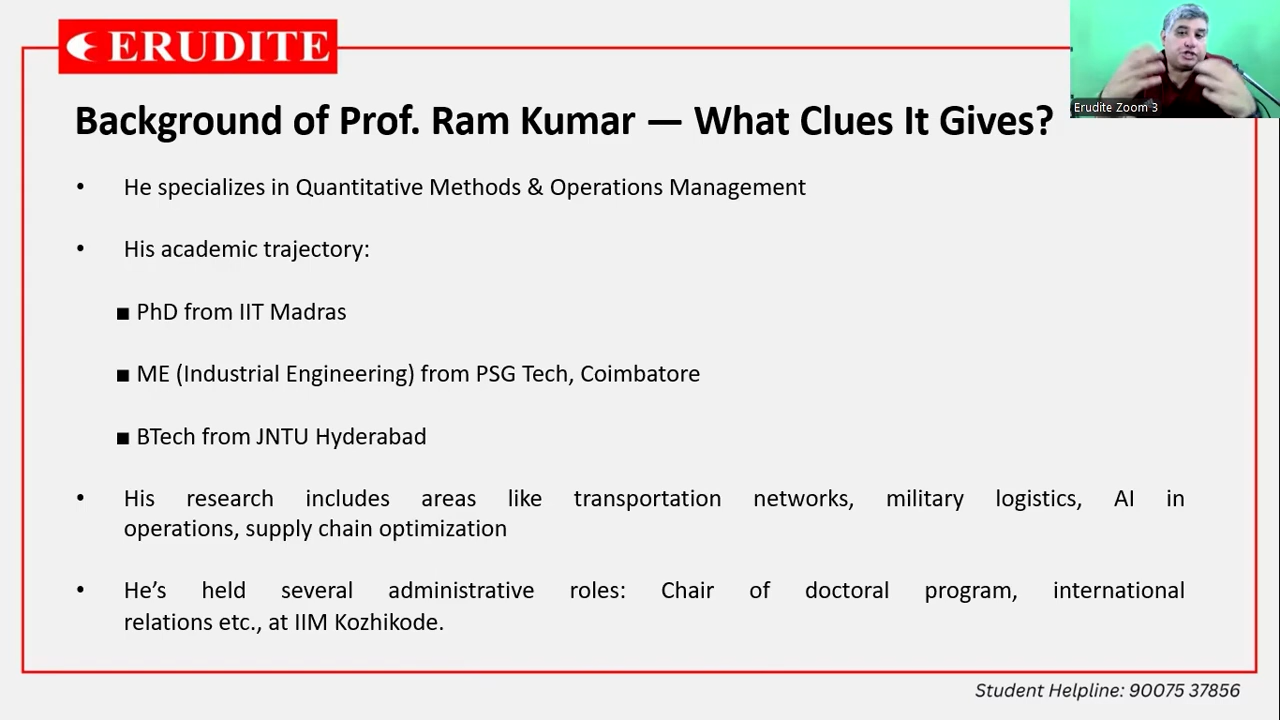 ERUDITE
Erudite Zoom 3
Background of Prof. Ram Kumar — What Clues It Gives?
• He specializes in Quantitative Methods & Operations Management
• His academic trajectory:
■ PhD from IIT Madras
■ ME (Industrial Engineering) from PSG Tech, Coimbatore
■ BTech from JNTU Hyderabad
• His research includes areas like transportation networks, military logistics, AI in
operations, supply chain optimization
• He’s held several administrative roles: Chair of doctoral program, international
relations etc., at IIM Kozhikode.
Student Helpline: 90075 37856